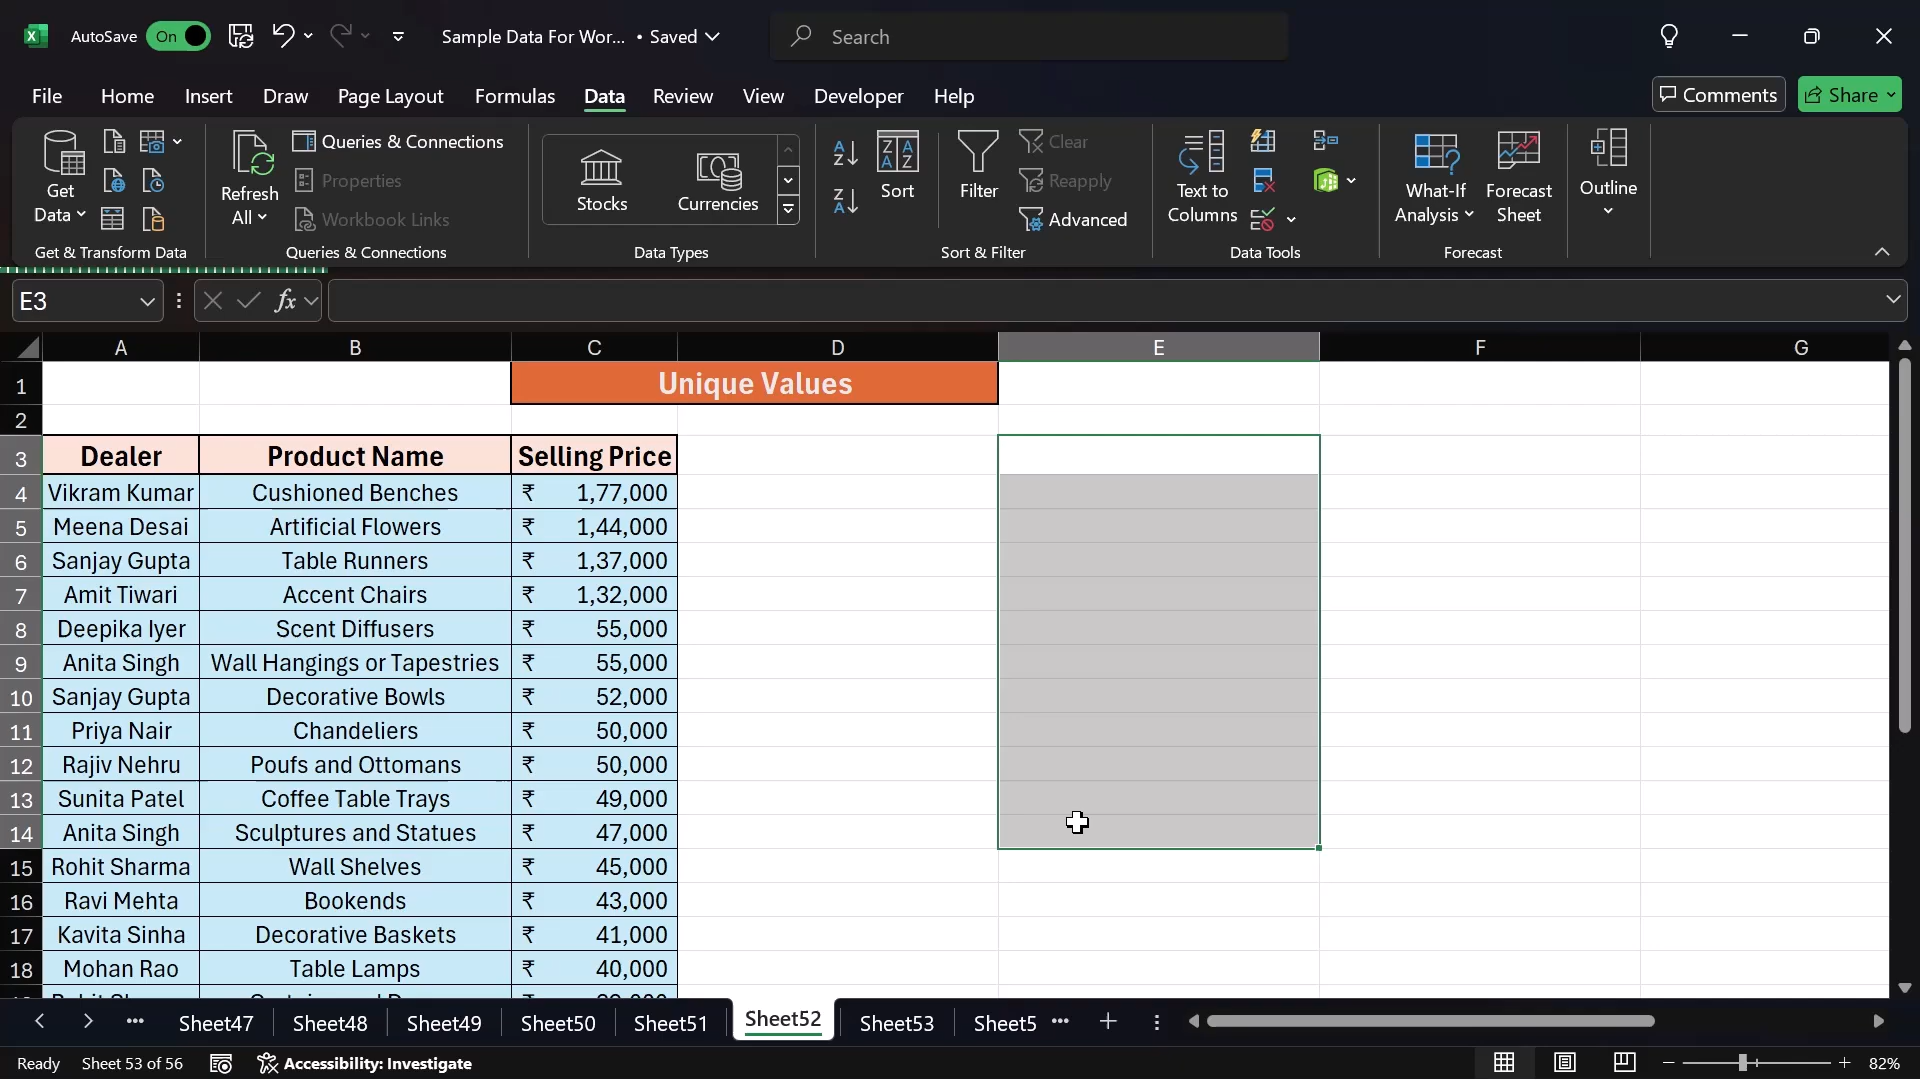 AutoSave On Sample Data For Wor... • Saved Search
File Home Insert Draw Page Layout Formulas Data Review View Developer Help Comments Share
Get Data
Get & Transform Data
Refresh All
Queries & Connections
Properties
Workbook Links
Queries & Connections
Stocks Currencies
Data Types
Sort
Filter
Clear
Reapply
Advanced
Sort & Filter
Text to Columns
Data Tools
What-If Analysis
Forecast Sheet
Forecast
Outline
E3 fx
A B C D E F G
1 Unique Values
2
3 Dealer Product Name Selling Price
4 Vikram Kumar Cushioned Benches ₹ 1,77,000
5 Meena Desai Artificial Flowers ₹ 1,44,000
6 Sanjay Gupta Table Runners ₹ 1,37,000
7 Amit Tiwari Accent Chairs ₹ 1,32,000
8 Deepika Iyer Scent Diffusers ₹ 55,000
9 Anita Singh Wall Hangings or Tapestries ₹ 55,000
10 Sanjay Gupta Decorative Bowls ₹ 52,000
11 Priya Nair Chandeliers ₹ 50,000
12 Rajiv Nehru Poufs and Ottomans ₹ 50,000
13 Sunita Patel Coffee Table Trays ₹ 49,000
14 Anita Singh Sculptures and Statues ₹ 47,000
15 Rohit Sharma Wall Shelves ₹ 45,000
16 Ravi Mehta Bookends ₹ 43,000
17 Kavita Sinha Decorative Baskets ₹ 41,000
18 Mohan Rao Table Lamps ₹ 40,000
Sheet47 Sheet48 Sheet49 Sheet50 Sheet51 Sheet52 Sheet53 Sheet5
Ready Sheet 53 of 56 Accessibility: Investigate 82%